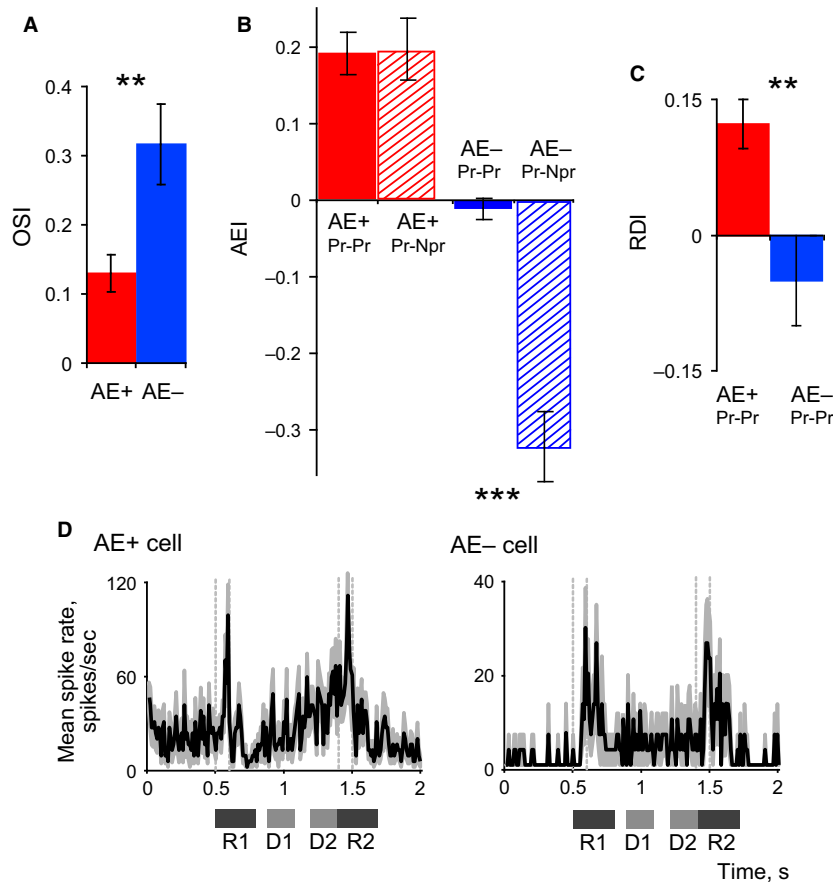 A
**
0.4
0.3
0.2
0.1
0
OSI
AE+ AE–
B
0.2
0.1
0
–0.1
–0.2
–0.3
AEI
AE+
Pr-Pr
AE+
Pr-Npr
AE–
Pr-Pr
AE–
Pr-Npr
***
C
**
0.15
0
–0.15
RDI
AE+
Pr-Pr
AE–
Pr-Pr
D
AE+ cell
120
60
0
Mean spike rate,
spikes/sec
0 0.5 1 1.5 2
R1 D1 D2 R2
AE– cell
40
20
0
0 0.5 1 1.5 2
R1 D1 D2 R2
Time, s